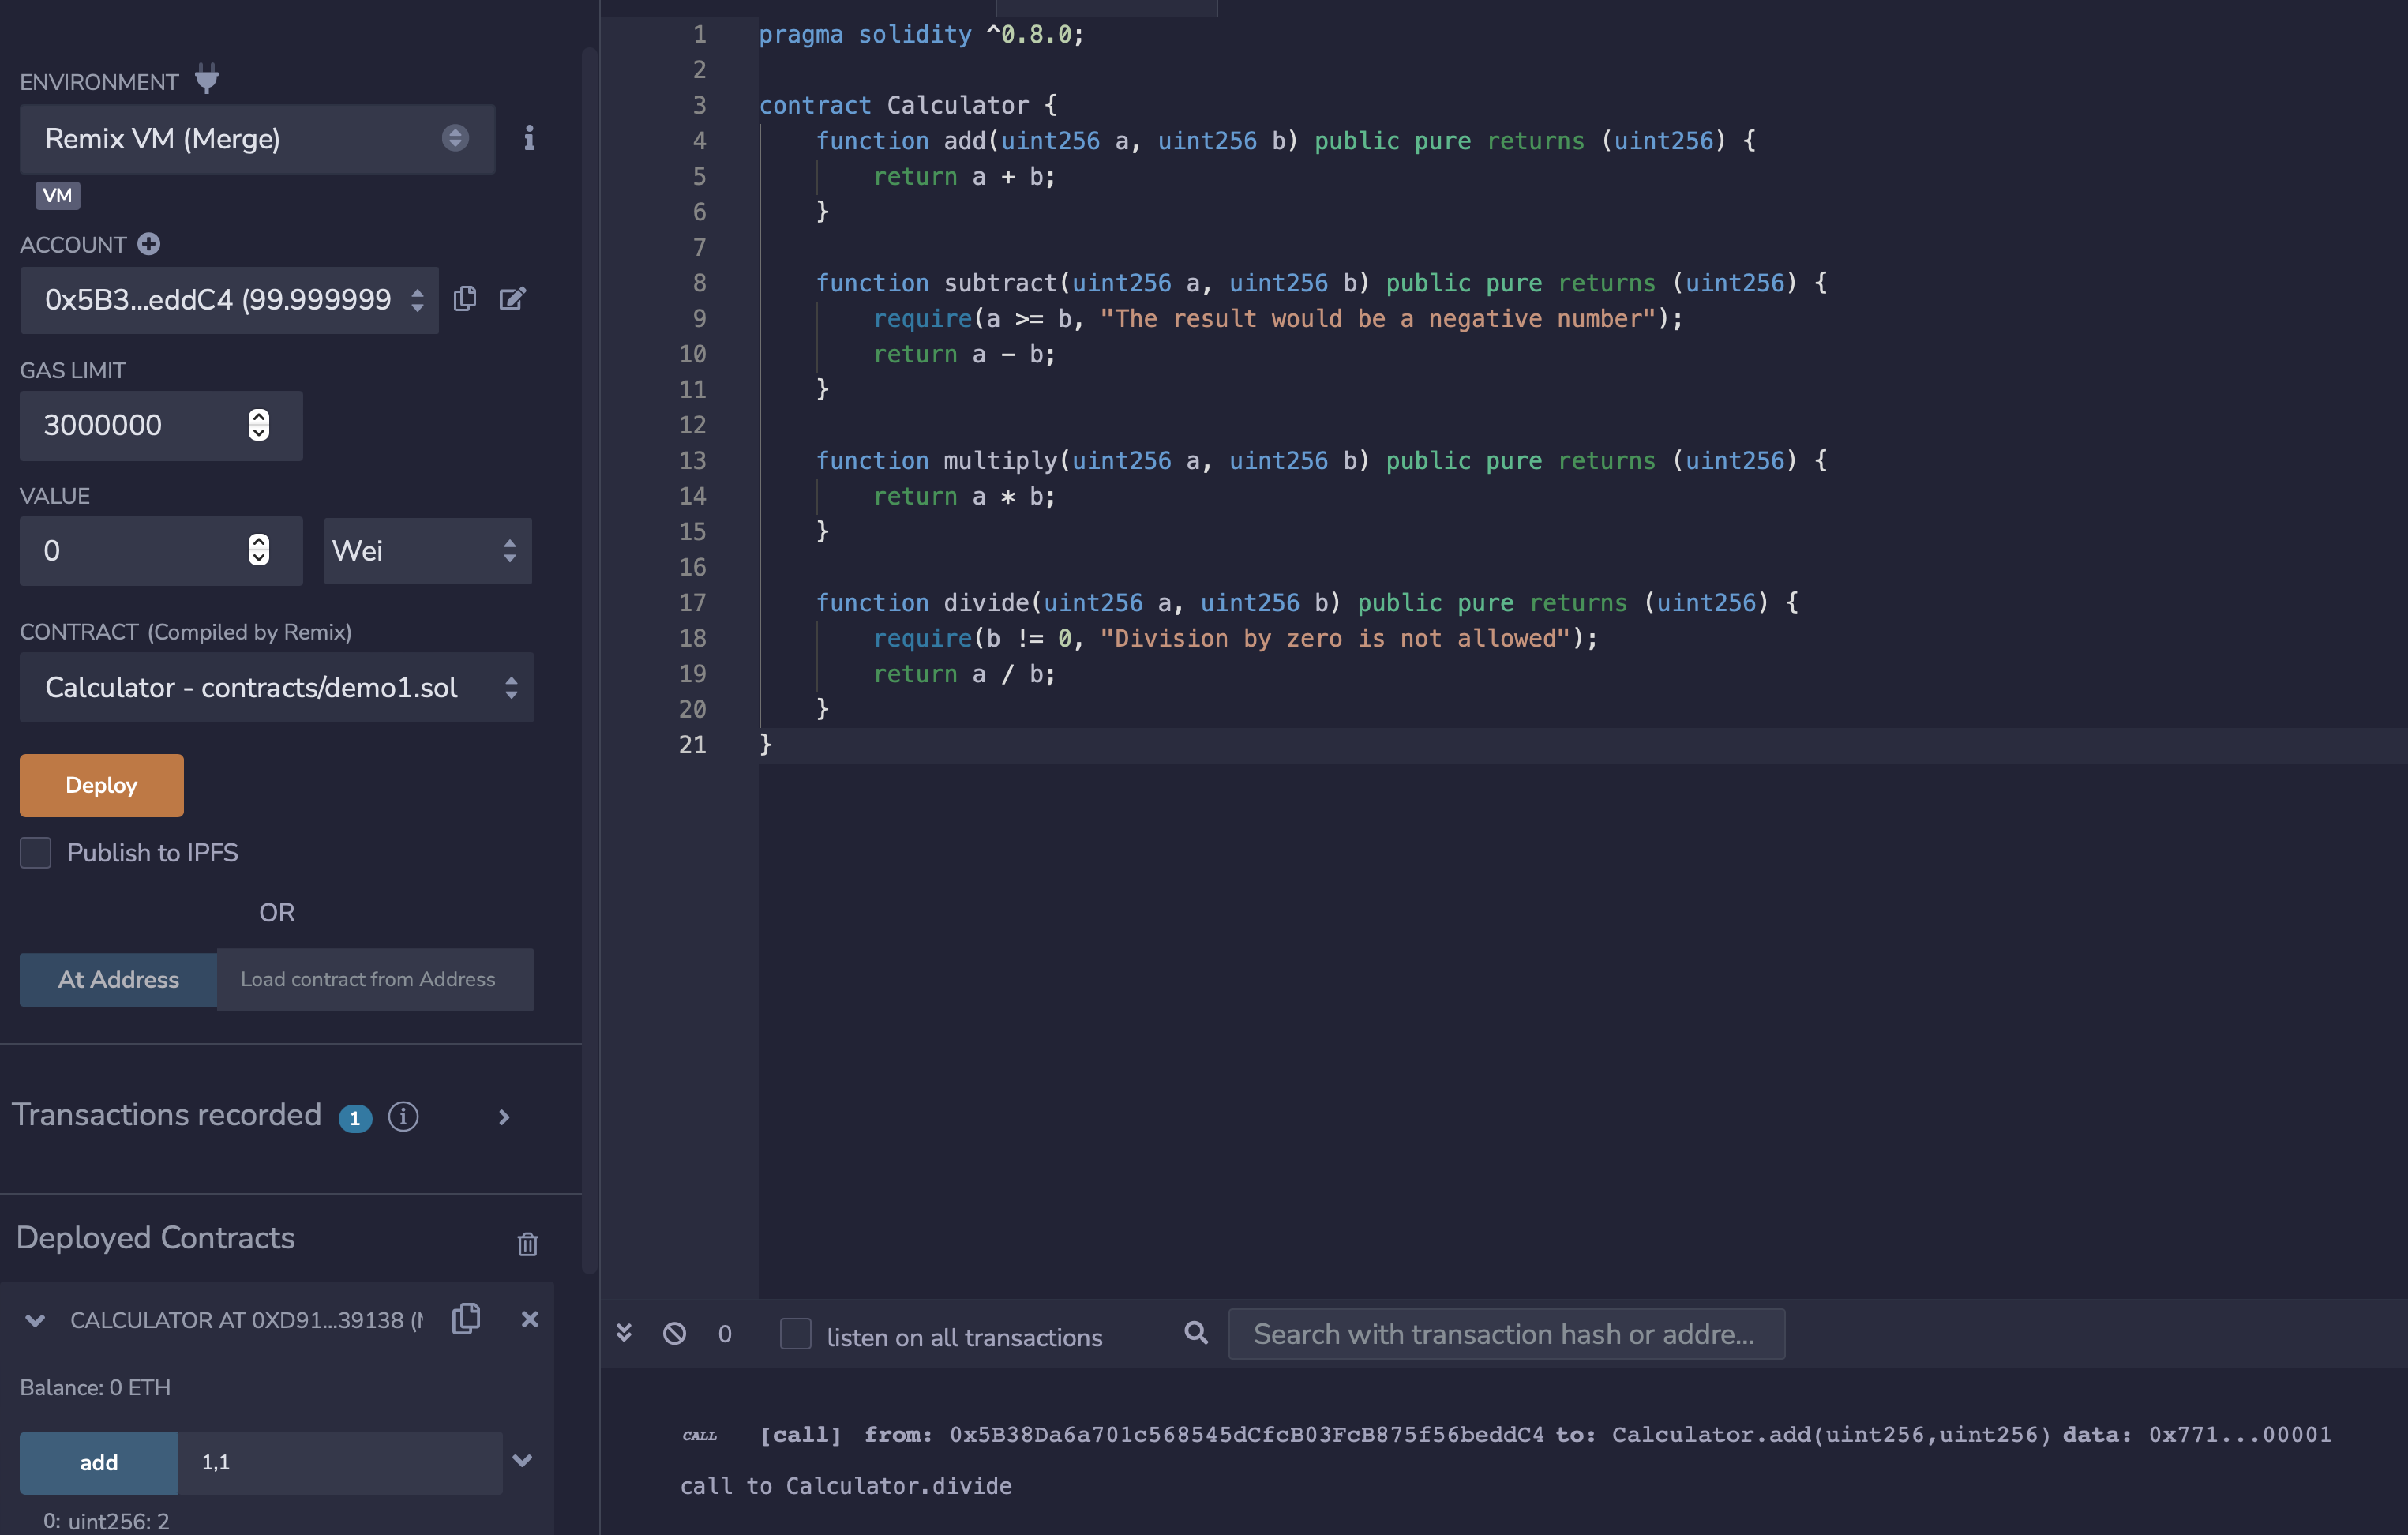 ENVIRONMENT
Remix VM (Merge)
VM
ACCOUNT
0x5B3...eddC4 (99.999999
GAS LIMIT
3000000
VALUE
0
Wei
CONTRACT (Compiled by Remix)
Calculator - contracts/demo1.sol
Deploy
Publish to IPFS
OR
At Address
Load contract from Address
Transactions recorded 1
Deployed Contracts
CALCULATOR AT 0XD91...39138 (
Balance: 0 ETH
add
1,1
0: uint256: 2
1 pragma solidity ^0.8.0;
2
3 contract Calculator {
4     function add(uint256 a, uint256 b) public pure returns (uint256) {
5         return a + b;
6     }
7
8     function subtract(uint256 a, uint256 b) public pure returns (uint256) {
9         require(a >= b, "The result would be a negative number");
10         return a - b;
11     }
12
13     function multiply(uint256 a, uint256 b) public pure returns (uint256) {
14         return a * b;
15     }
16
17     function divide(uint256 a, uint256 b) public pure returns (uint256) {
18         require(b != 0, "Division by zero is not allowed");
19         return a / b;
20     }
21 }
0
listen on all transactions
Search with transaction hash or addre...
CALL [call] from: 0x5B38Da6a701c568545dCfcB03FcB875f56beddC4 to: Calculator.add(uint256,uint256) data: 0x771...00001
call to Calculator.divide